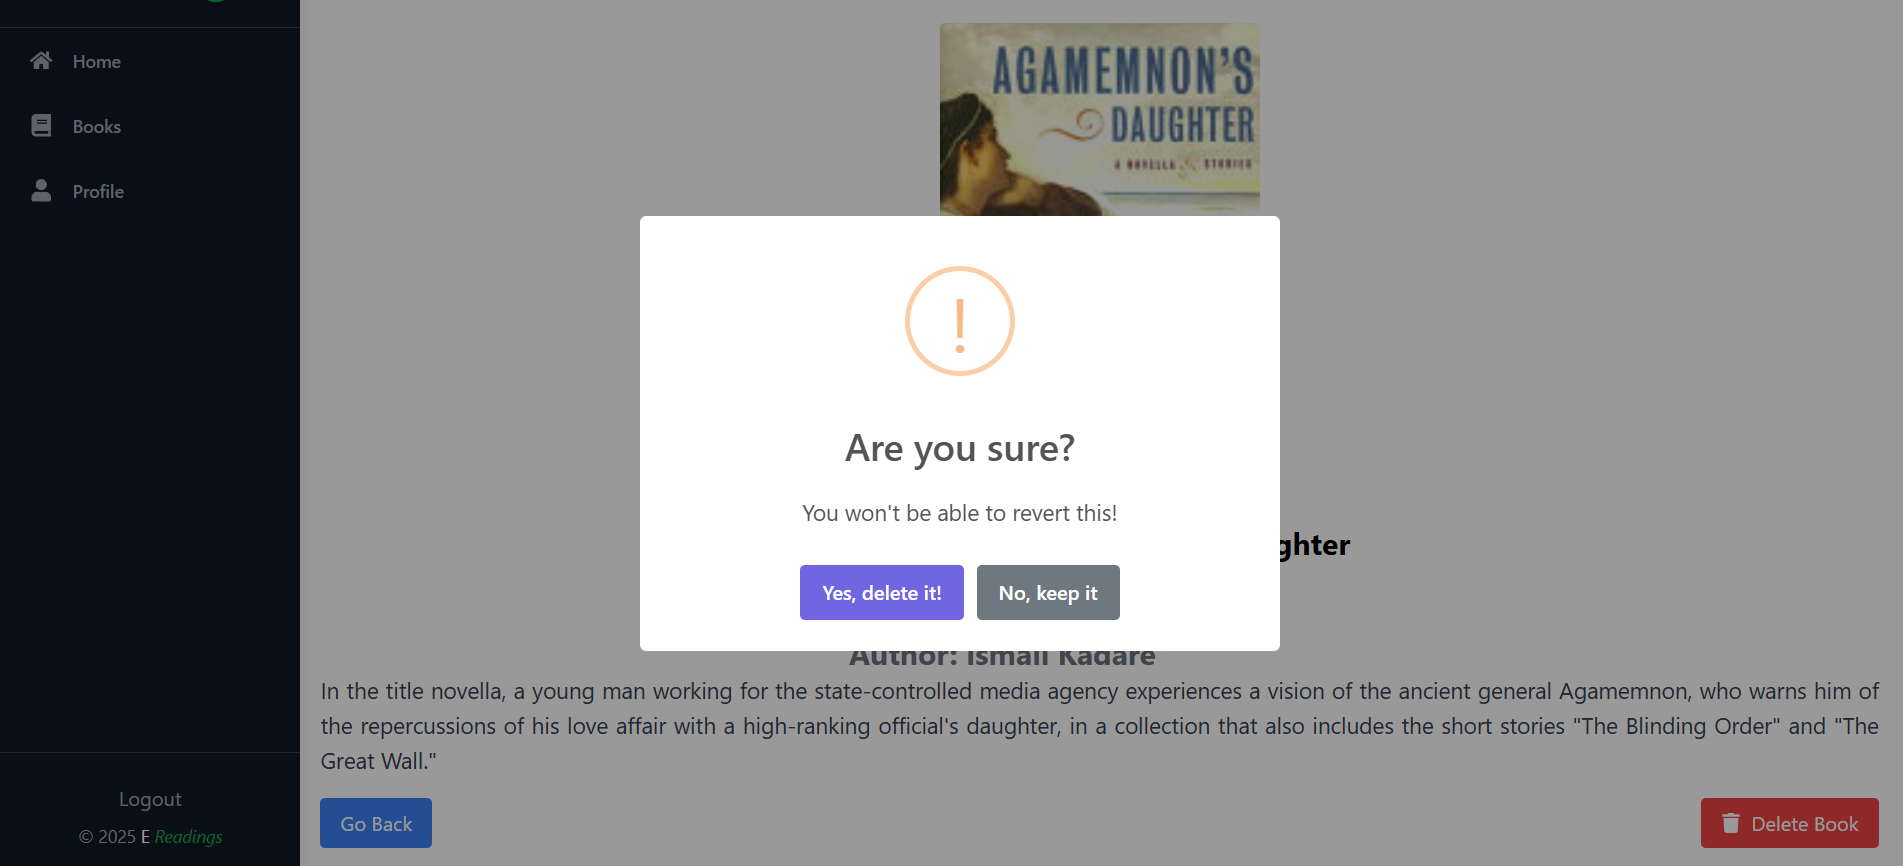 Home
Books
Profile
Logout
© 2025 E Readings
AGAMEMNON'S
DAUGHTER
A NOVELLA & STORIES
Are you sure?
You won't be able to revert this!
Yes, delete it!
No, keep it
ghter
Author: Ismail Kadare
In the title novella, a young man working for the state-controlled media agency experiences a vision of the ancient general Agamemnon, who warns him of
the repercussions of his love affair with a high-ranking official's daughter, in a collection that also includes the short stories "The Blinding Order" and "The
Great Wall."
Go Back
Delete Book